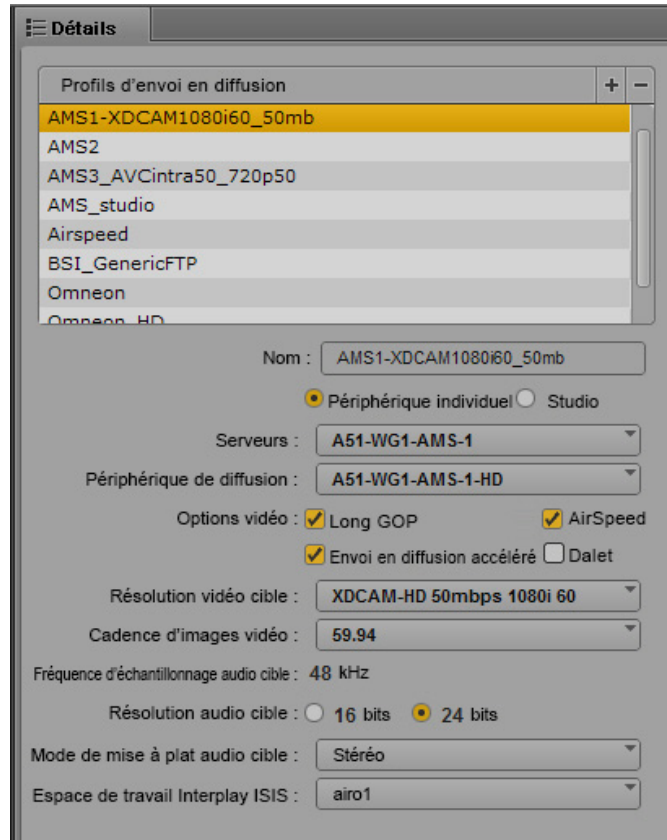 Détails
Profils d'envoi en diffusion + −
AMS1-XDCAM1080i60_50mb
AMS2
AMS3_AVCintra50_720p50
AMS_studio
Airspeed
BSI_GenericFTP
Omneon
Omneon_HD
Nom : AMS1-XDCAM1080i60_50mb
Périphérique individuel Studio
Serveurs : A51-WG1-AMS-1
Périphérique de diffusion : A51-WG1-AMS-1-HD
Options vidéo : Long GOP AirSpeed
Envoi en diffusion accéléré Dalet
Résolution vidéo cible : XDCAM-HD 50mbps 1080i 60
Cadence d'images vidéo : 59.94
Fréquence d'échantillonnage audio cible : 48 kHz
Résolution audio cible : 16 bits 24 bits
Mode de mise à plat audio cible : Stéréo
Espace de travail Interplay ISIS : airo1